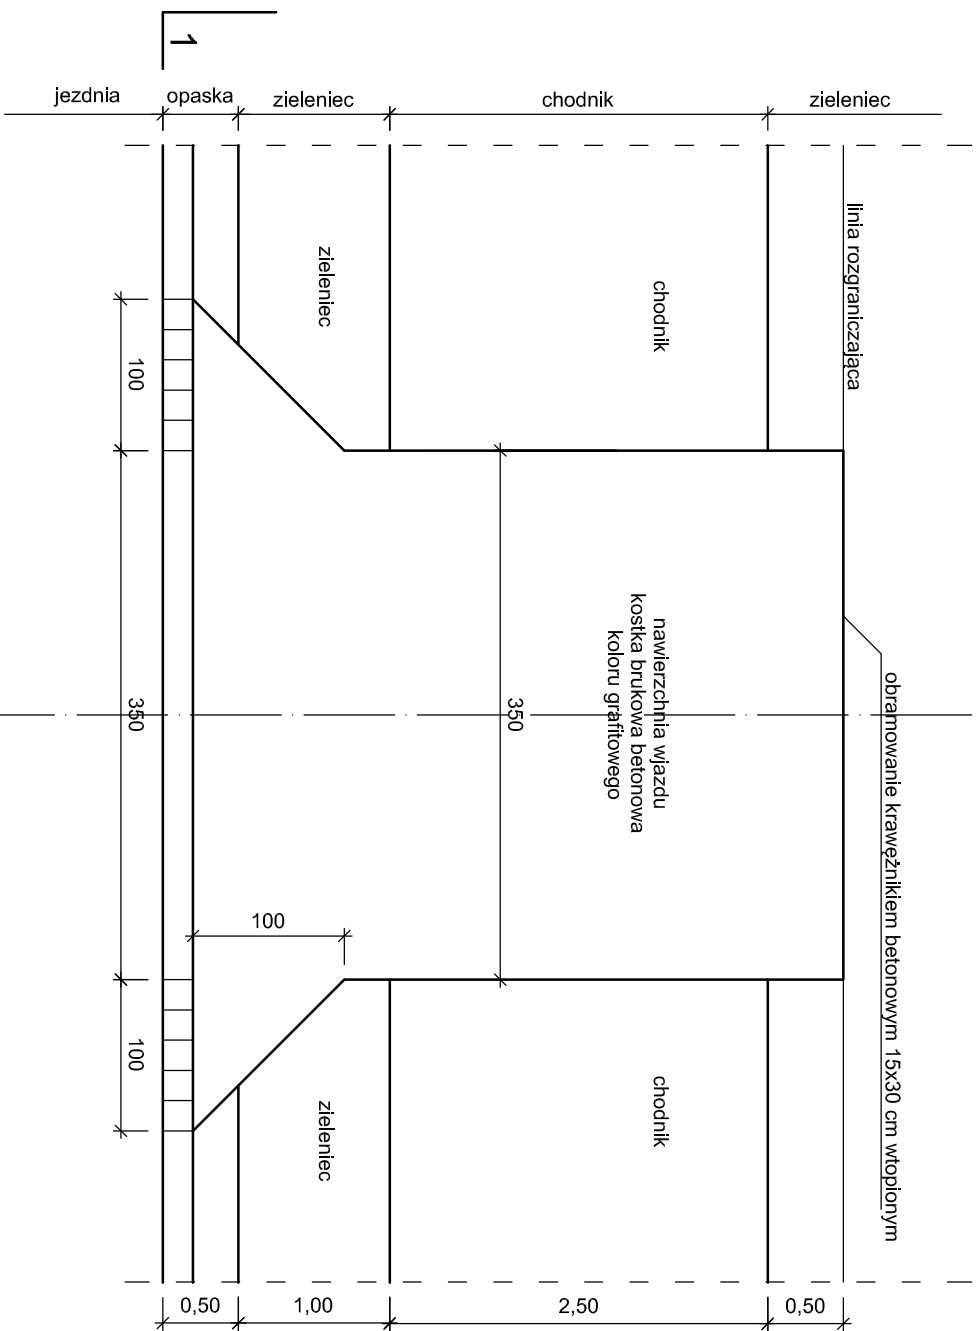 1
jezdnia
opaska
zieleniec
chodnik
zieleniec
linia rozgraniczająca
zieleniec
chodnik
100
nawierzchnia wjazdu
kostka brukowa betonowa
koloru grafitowego
350
350
obramowanie krawężnikiem betonowym 15x30 cm wtopionym
100
100
zieleniec
chodnik
0,50
1,00
2,50
0,50